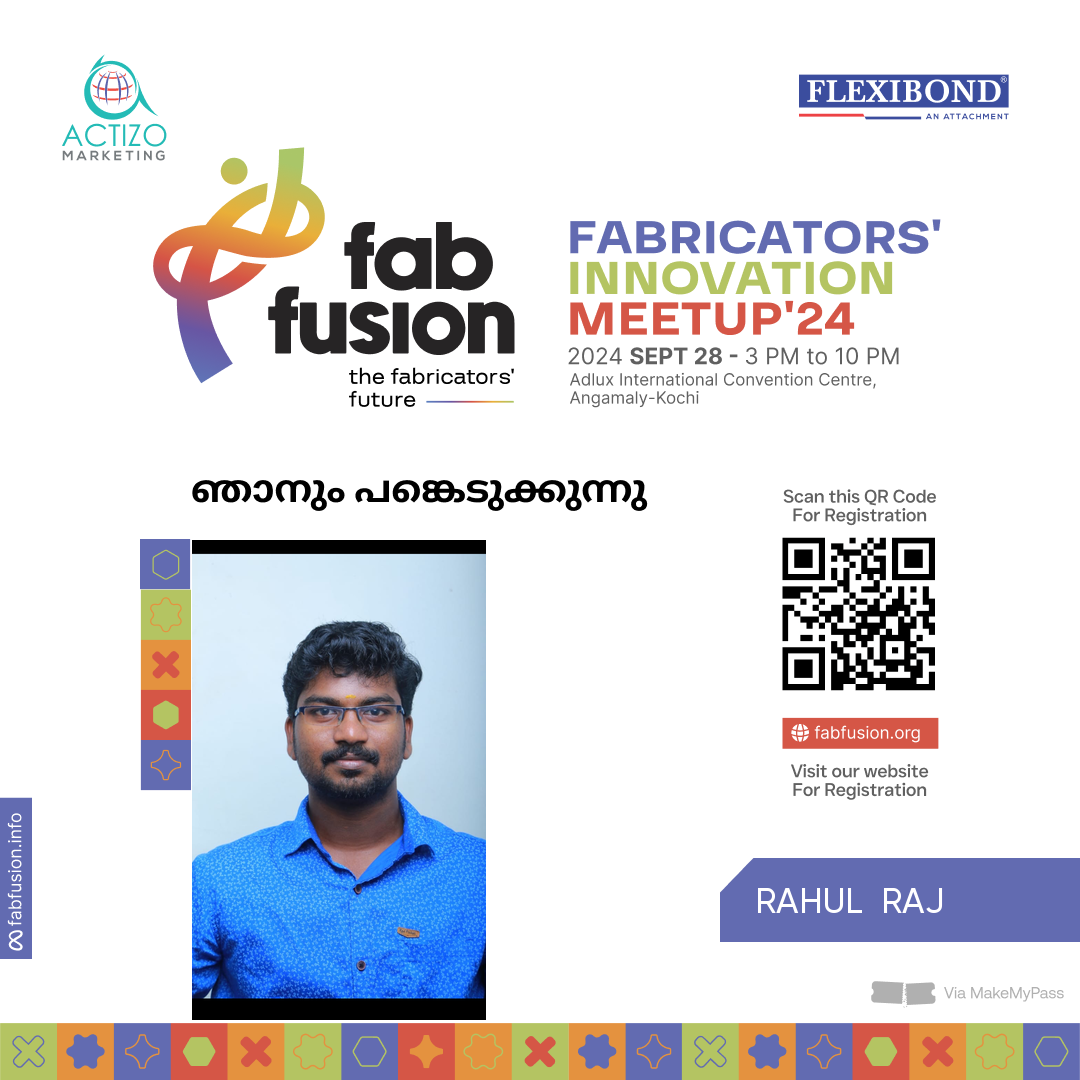 ACTIZO
MARKETING
FLEXIBOND®
AN ATTACHMENT
fab
fusion
the fabricators'
future
FABRICATORS'
INNOVATION
MEETUP'24
2024 SEPT 28 - 3 PM to 10 PM
Adlux International Convention Centre,
Angamaly-Kochi
ഞാനും പങ്കെടുക്കുന്നു
Scan this QR Code
For Registration
fabfusion.org
Visit our website
For Registration
fabfusion.info
RAHUL RAJ
Via MakeMyPass